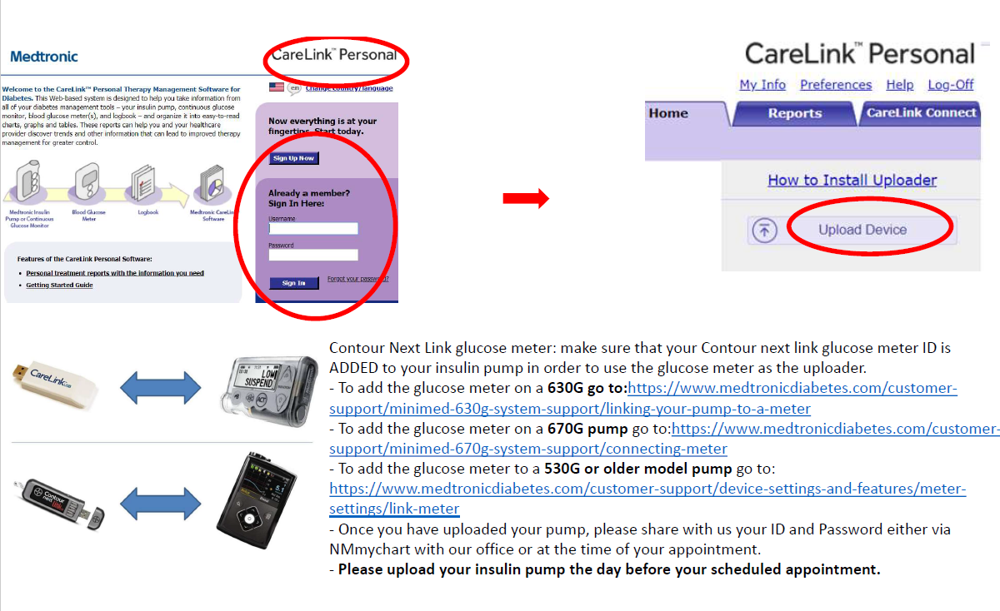 Medtronic
CareLink™ Personal
Change country/language
en
Welcome to the CareLink™ Personal Therapy Management Software for
Diabetes. This Web-based system is designed to help you take information from
all of your diabetes management tools – your insulin pump, continuous glucose
monitor, blood glucose meter(s), and logbook – and organize it into easy-to-read
charts, graphs and tables. These reports can help you and your healthcare
provider discover trends and other information that can lead to improved therapy
management for greater control.
Medtronic Insulin
Pump or Continuous
Glucose Monitor
Blood Glucose
Meter
Logbook
Medtronic CareLink
Software
Features of the CareLink Personal Software:
• Personal treatment reports with the information you need
• Getting Started Guide
Now everything is at your
fingertips. Start today.
Sign Up Now
Already a member?
Sign In Here:
Username
Password
Sign In
Forgot your password?
CareLink™ Personal
My Info Preferences Help Log-Off
Home Reports CareLink Connect
How to Install Uploader
Upload Device
CareLink USB
LOW
SUSPEND
ACT
Contour
next
link
Contour Next Link glucose meter: make sure that your Contour next link glucose meter ID is
ADDED to your insulin pump in order to use the glucose meter as the uploader.
- To add the glucose meter on a 630G go to:https://www.medtronicdiabetes.com/customer-
support/minimed-630g-system-support/linking-your-pump-to-a-meter
- To add the glucose meter on a 670G pump go to:https://www.medtronicdiabetes.com/customer-
support/minimed-670g-system-support/connecting-meter
- To add the glucose meter to a 530G or older model pump go to:
https://www.medtronicdiabetes.com/customer-support/device-settings-and-features/meter-
settings/link-meter
- Once you have uploaded your pump, please share with us your ID and Password either via
NMmychart with our office or at the time of your appointment.
- Please upload your insulin pump the day before your scheduled appointment.